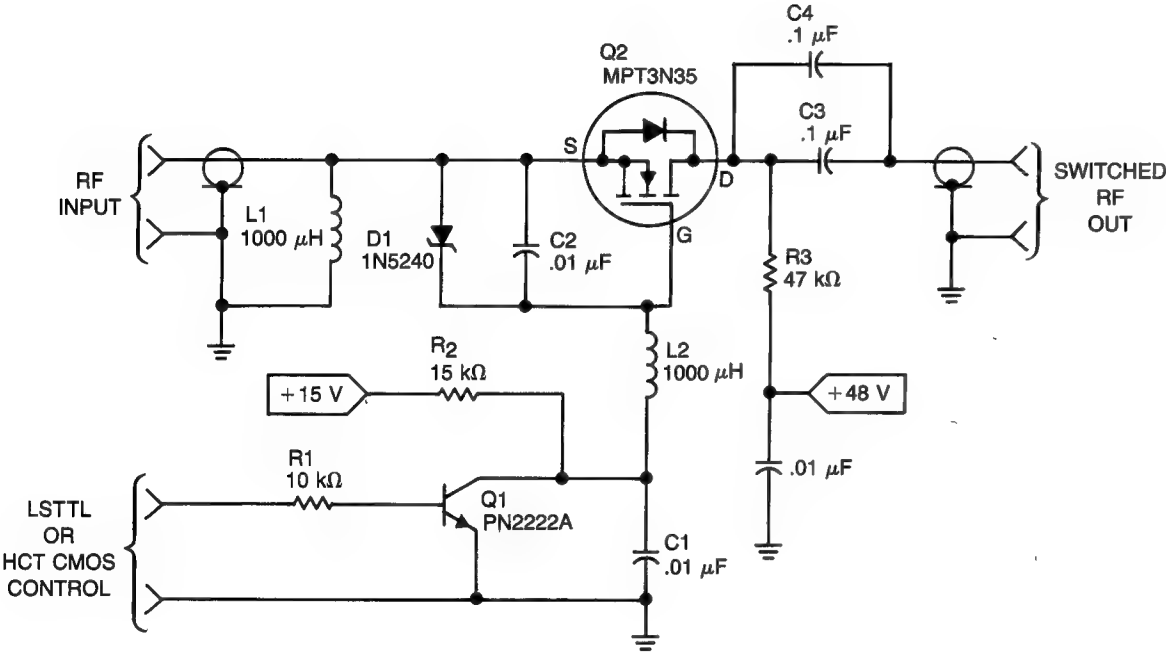 C4
.1 μF
Q2
MPT3N35
C3
.1 μF
S
D
G
RF
INPUT
SWITCHED
RF
OUT
L1
1000 μH
D1
1N5240
C2
.01 μF
R3
47 kΩ
R2
15 kΩ
L2
1000 μH
+15 V
+48 V
R1
10 kΩ
.01 μF
Q1
PN2222A
LSTTL
OR
HCT CMOS
CONTROL
C1
.01 μF